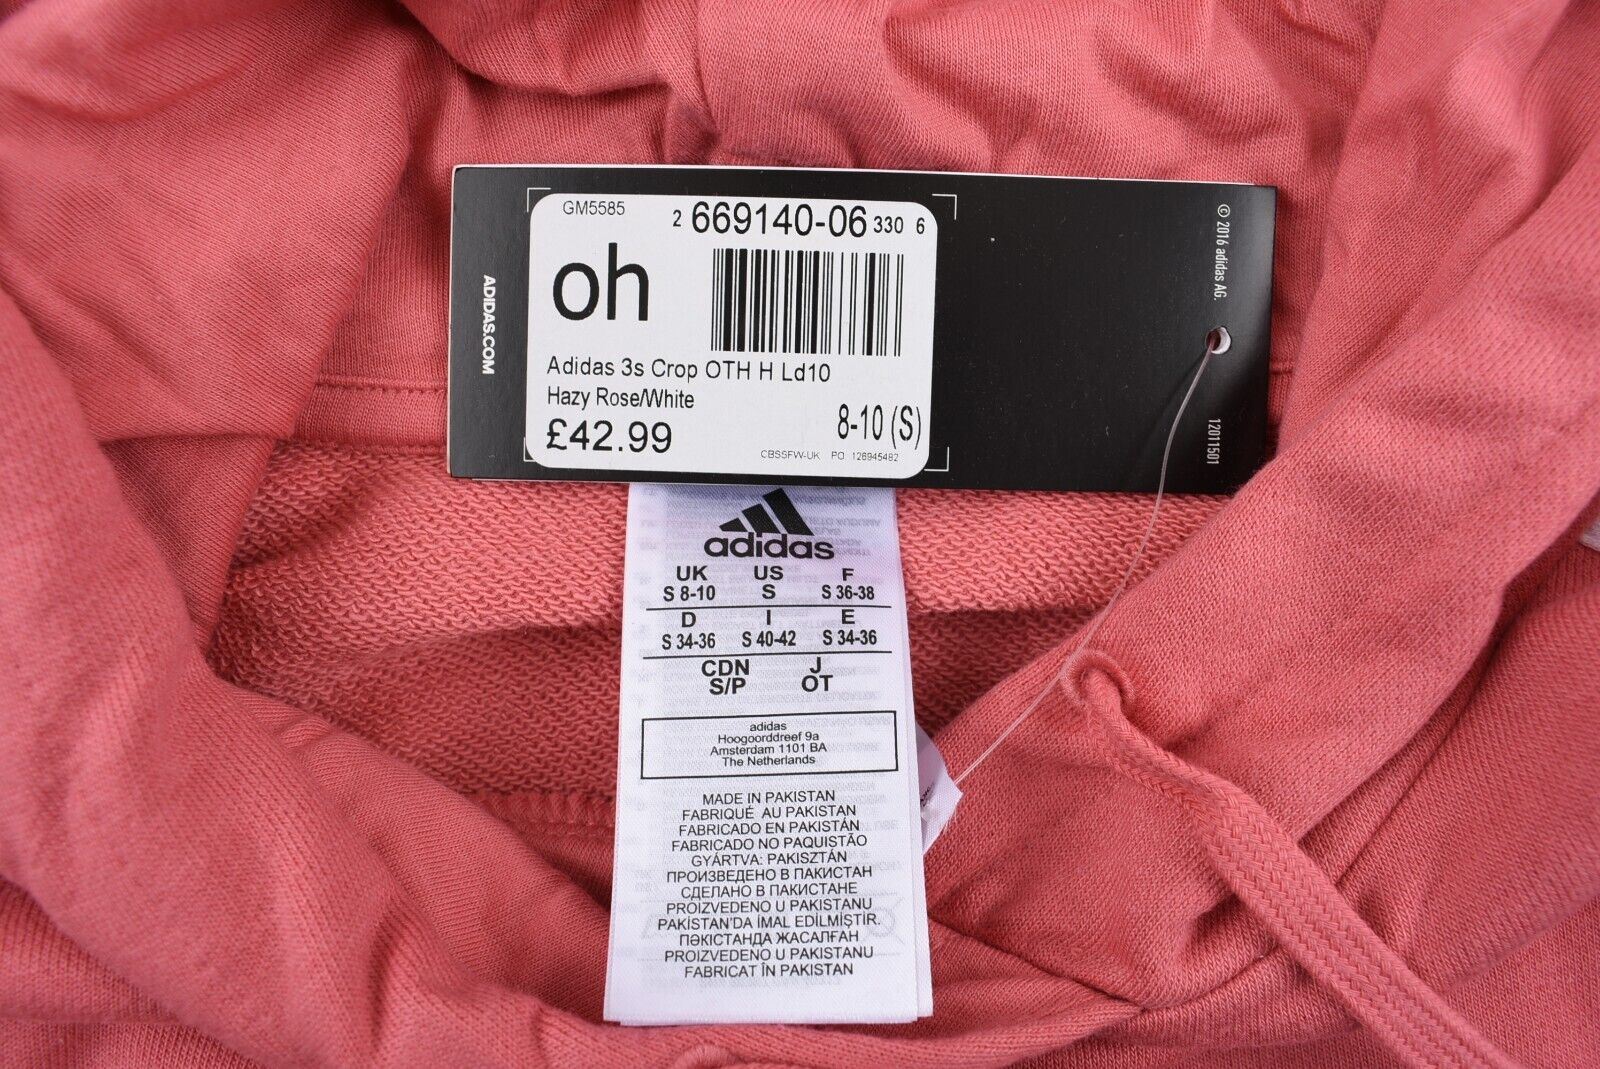 GM5585
2 669140-06 330 6
oh
Adidas 3s Crop OTH H Ld10
Hazy Rose/White
£42.99
8-10 (S)
CBSSFW-UK PO 126945482
ADIDAS.COM
© 2016 adidas AG.
12011501
adidas
UK US F
S 8-10 S S 36-38
D I E
S 34-36 S 40-42 S 34-36
CDN J
S/P OT
adidas
Hoogoorddreef 9a
Amsterdam 1101 BA
The Netherlands
MADE IN PAKISTAN
FABRIQUÉ AU PAKISTAN
FABRICADO EN PAKISTÁN
FABRICADO NO PAQUISTÃO
GYÁRTVA: PAKISZTÁN
ПРОИЗВЕДЕНО В ПАКИСТАН
СДЕЛАНО В ПАКИСТАНЕ
PROIZVEDENO U PAKISTANU
PAKİSTAN'DA İMAL EDİLMİŞTİR.
ПӘКІСТАНДА ЖАСАЛҒАН
PROIZVEDENO U PAKISTANU
FABRICAT ÎN PAKISTAN